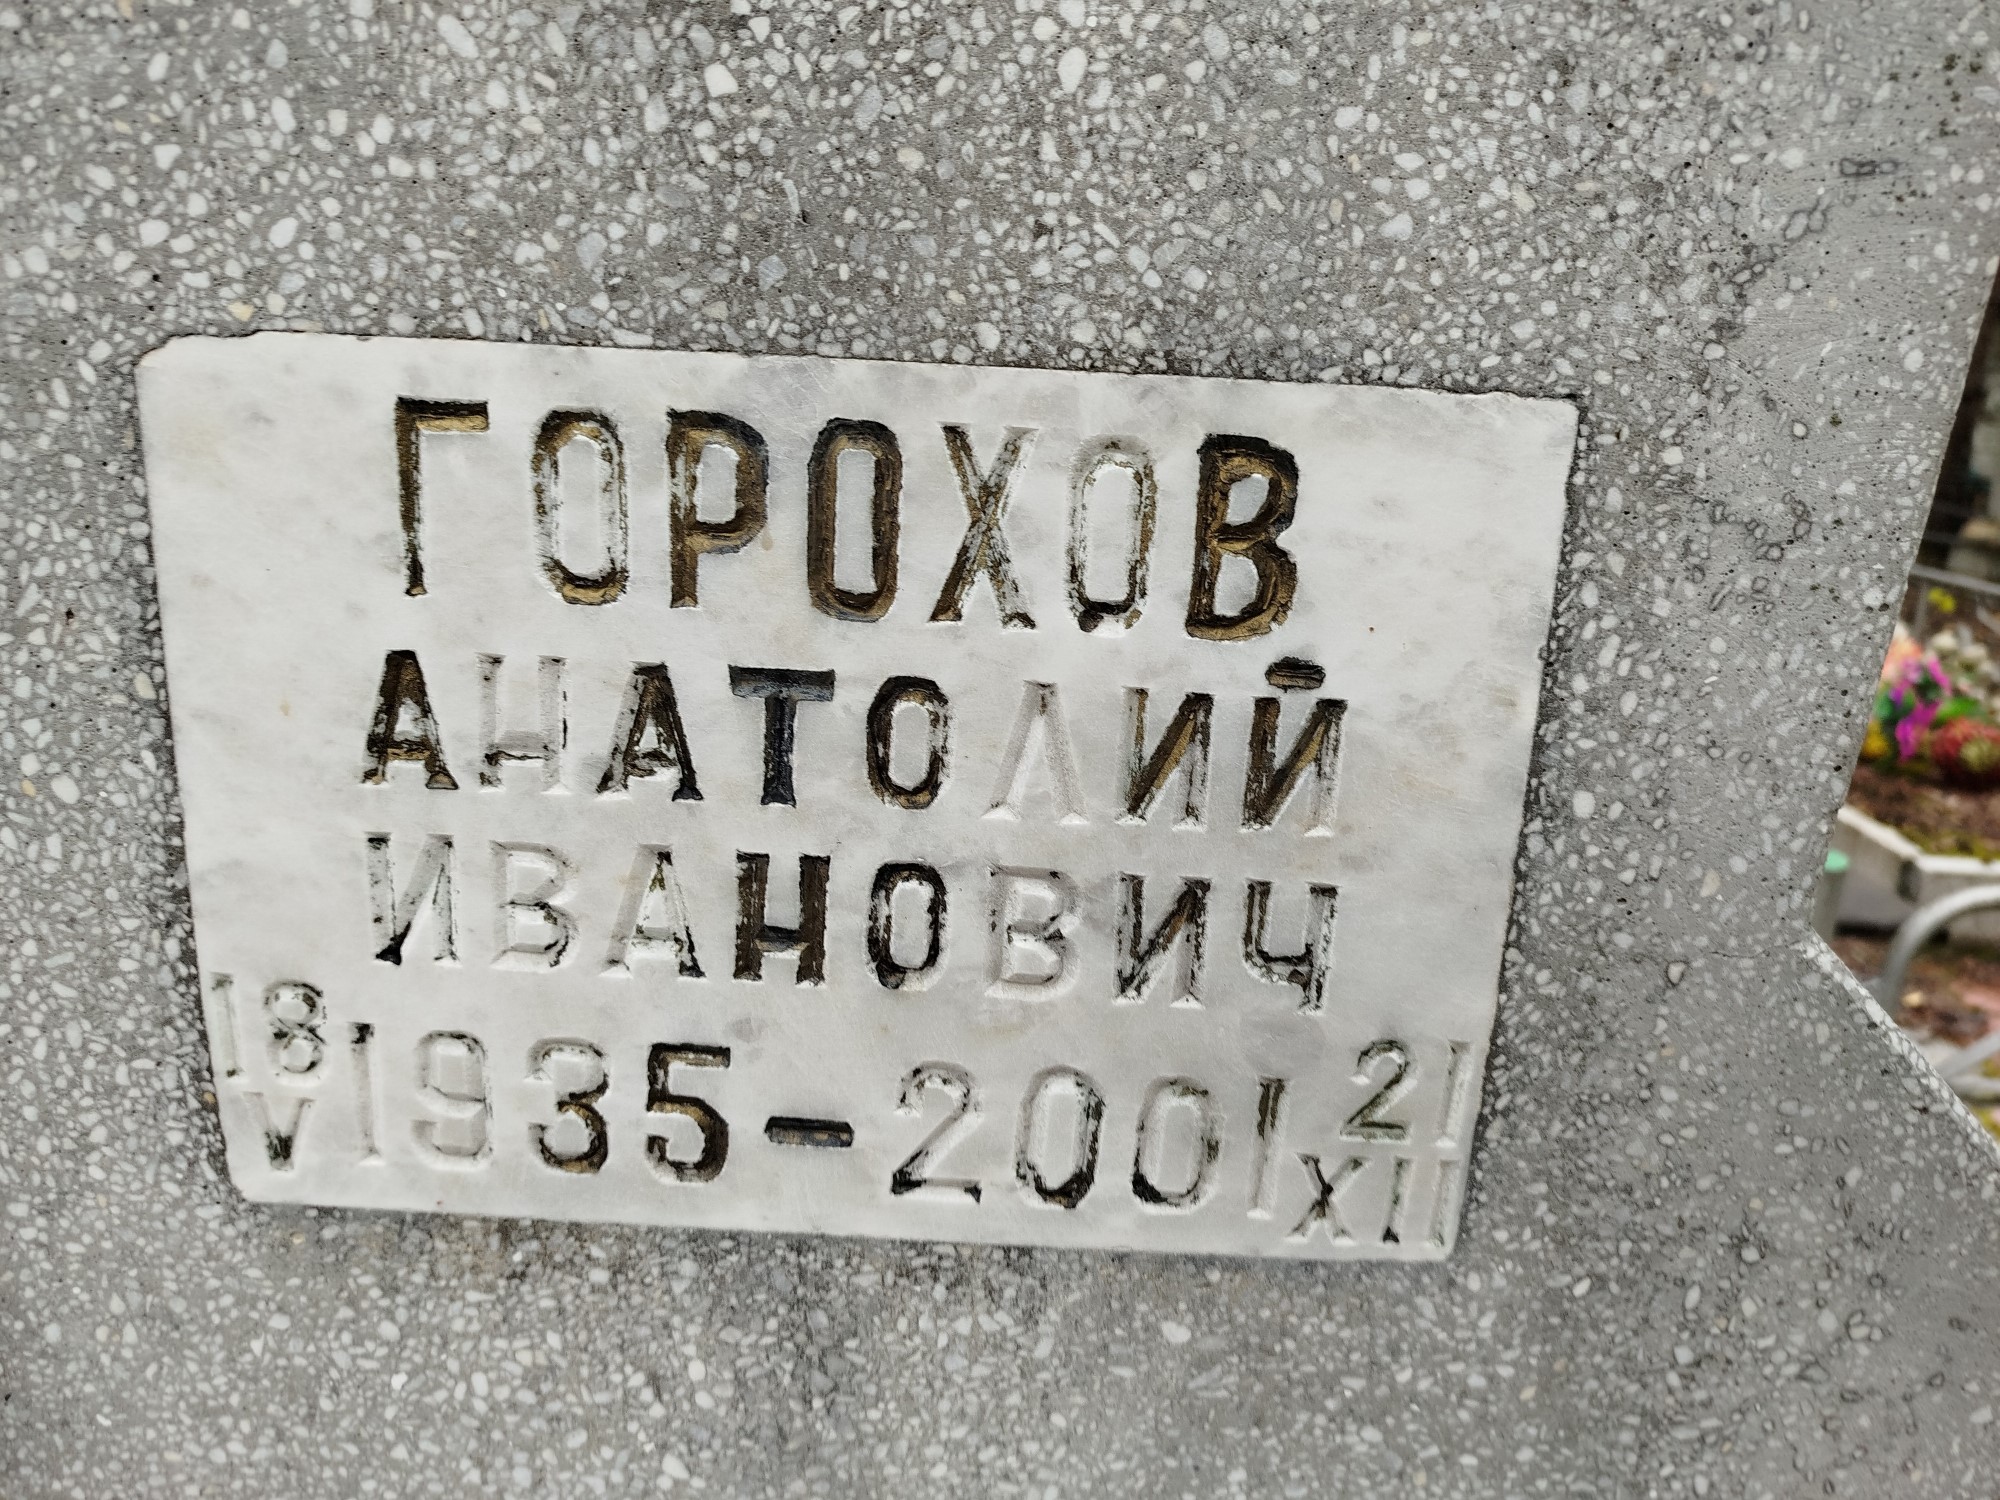 ГОРОХОВ
АНАТОЛИЙ
ИВАНОВИЧ
18 V 1935-2001 21 XII